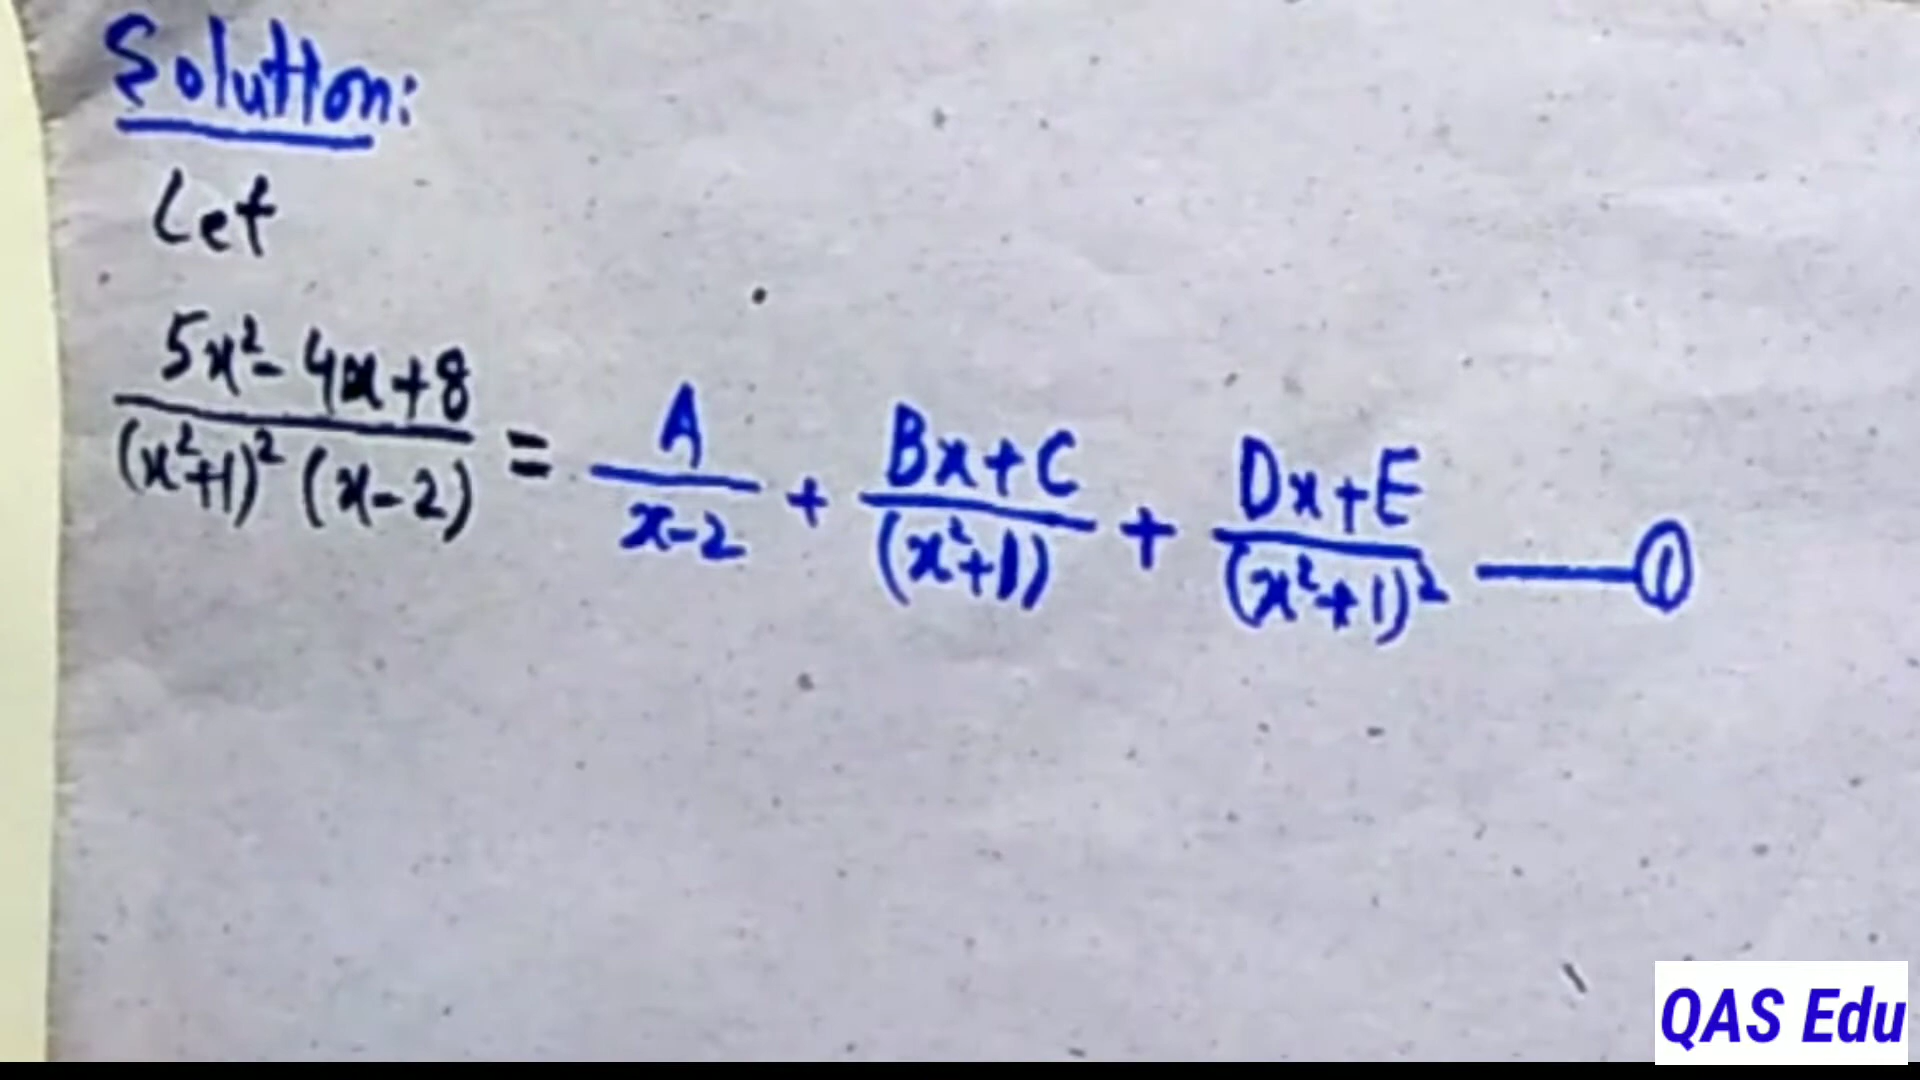 Solution:
Let
5x²- 4x+8 / (x²+1)² (x-2) = A / x-2 + Bx+C / (x²+1) + Dx+E / (x²+1)² —— ①
QAS Edu